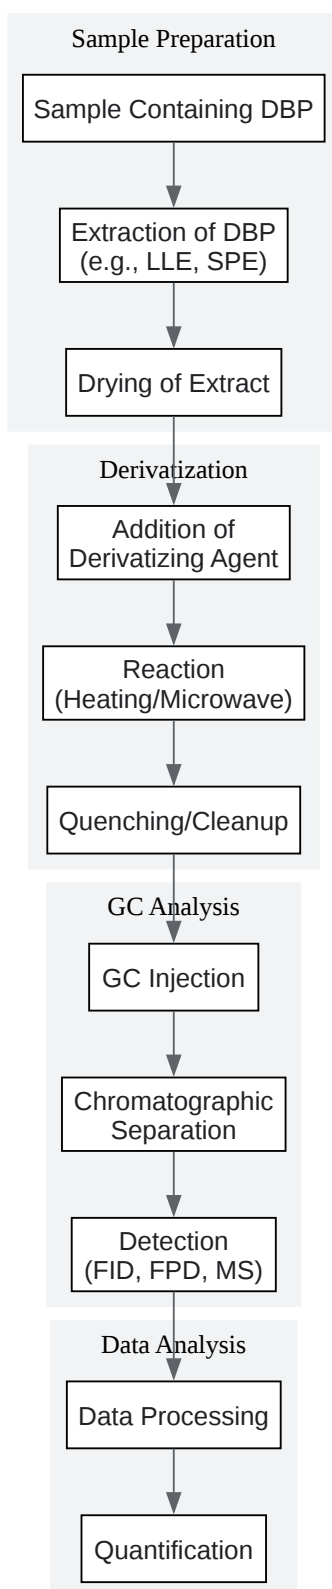 Sample Preparation
Sample Containing DBP
Extraction of DBP
(e.g., LLE, SPE)
Drying of Extract
Derivatization
Addition of
Derivatizing Agent
Reaction
(Heating/Microwave)
Quenching/Cleanup
GC Analysis
GC Injection
Chromatographic
Separation
Detection
(FID, FPD, MS)
Data Analysis
Data Processing
Quantification